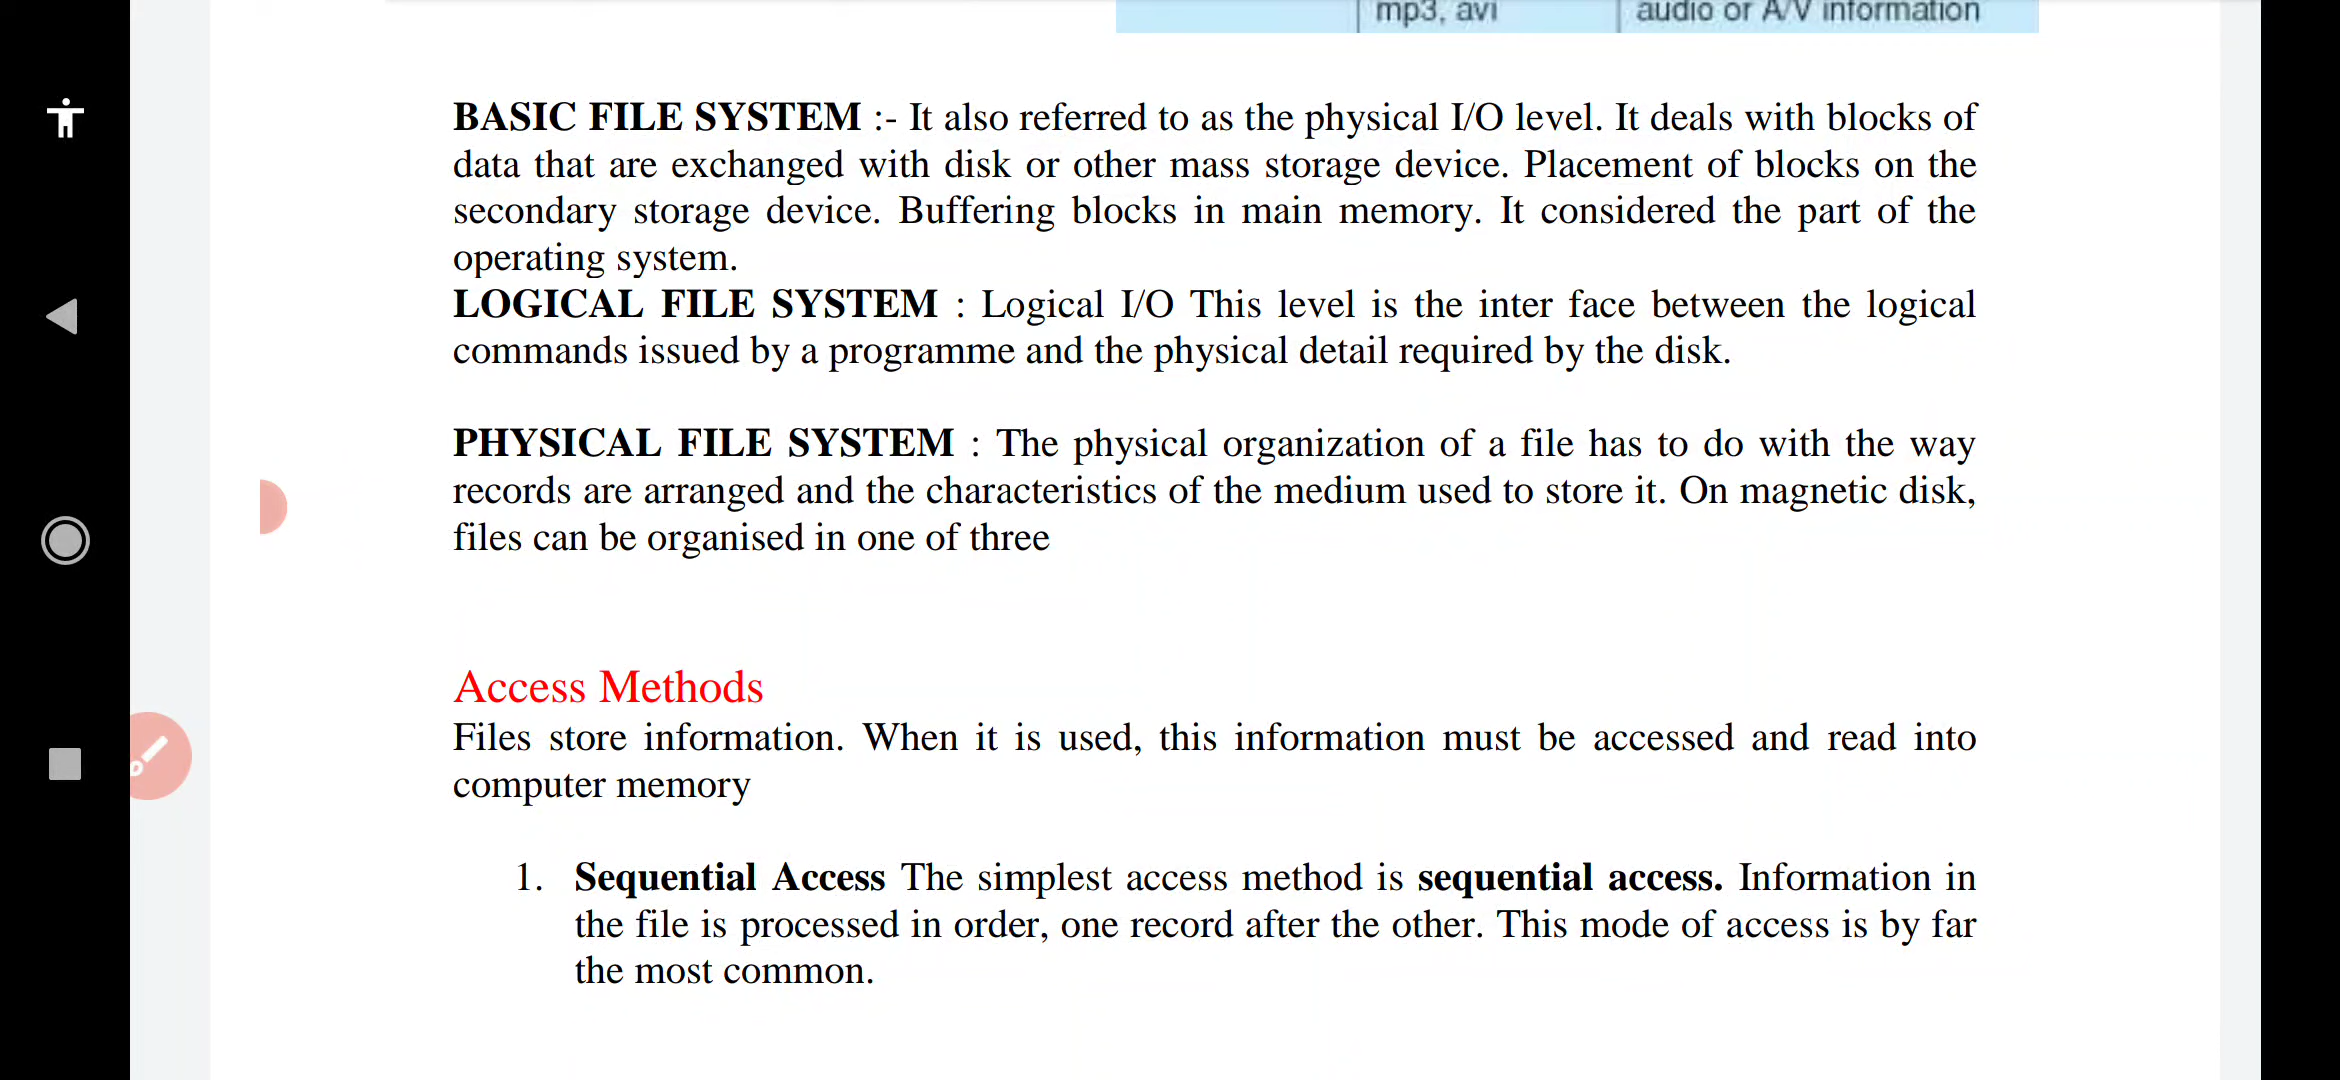 mp3, avi audio or A/V information
BASIC FILE SYSTEM :- It also referred to as the physical I/O level. It deals with blocks of
data that are exchanged with disk or other mass storage device. Placement of blocks on the
secondary storage device. Buffering blocks in main memory. It considered the part of the
operating system.
LOGICAL FILE SYSTEM : Logical I/O This level is the inter face between the logical
commands issued by a programme and the physical detail required by the disk.
PHYSICAL FILE SYSTEM : The physical organization of a file has to do with the way
records are arranged and the characteristics of the medium used to store it. On magnetic disk,
files can be organised in one of three
Access Methods
Files store information. When it is used, this information must be accessed and read into
computer memory
1. Sequential Access The simplest access method is sequential access. Information in
the file is processed in order, one record after the other. This mode of access is by far
the most common.